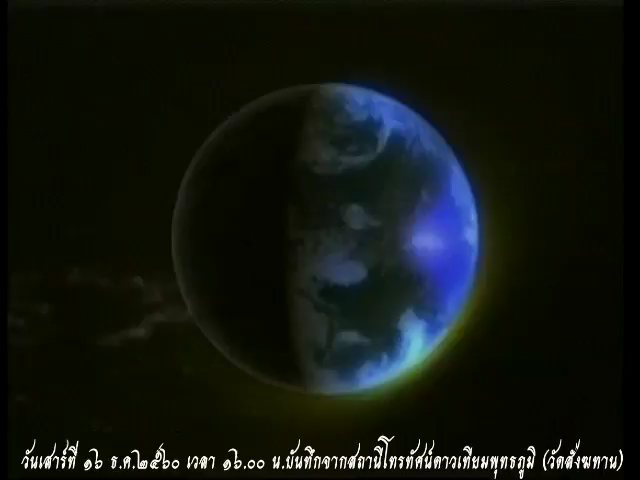 วันเสาร์ที่ ๑๖ ธ.ค.๒๕๖๐ เวลา ๑๖.๐๐ น.บันทึกจากสถานีโทรทัศน์ดาวเทียมพุทธภูมิ (วัดสังฆทาน)